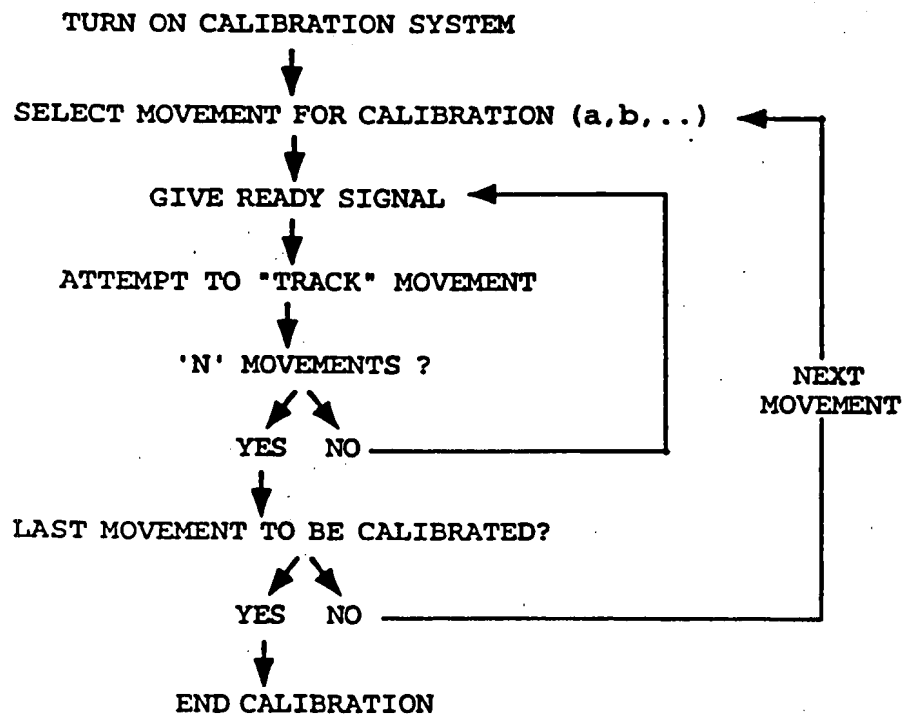 TURN ON CALIBRATION SYSTEM
SELECT MOVEMENT FOR CALIBRATION (a,b,..)
GIVE READY SIGNAL
ATTEMPT TO "TRACK" MOVEMENT
'N' MOVEMENTS ?
NEXT
MOVEMENT
YES NO
LAST MOVEMENT TO BE CALIBRATED?
YES NO
END CALIBRATION